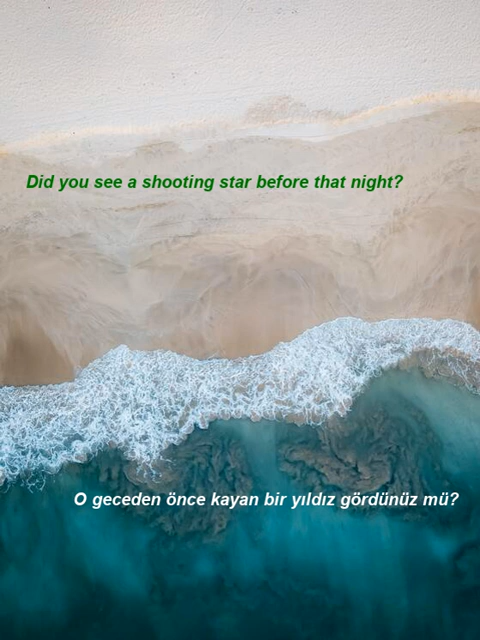 Did you see a shooting star before that night?
O geceden önce kayan bir yıldız gördünüz mü?